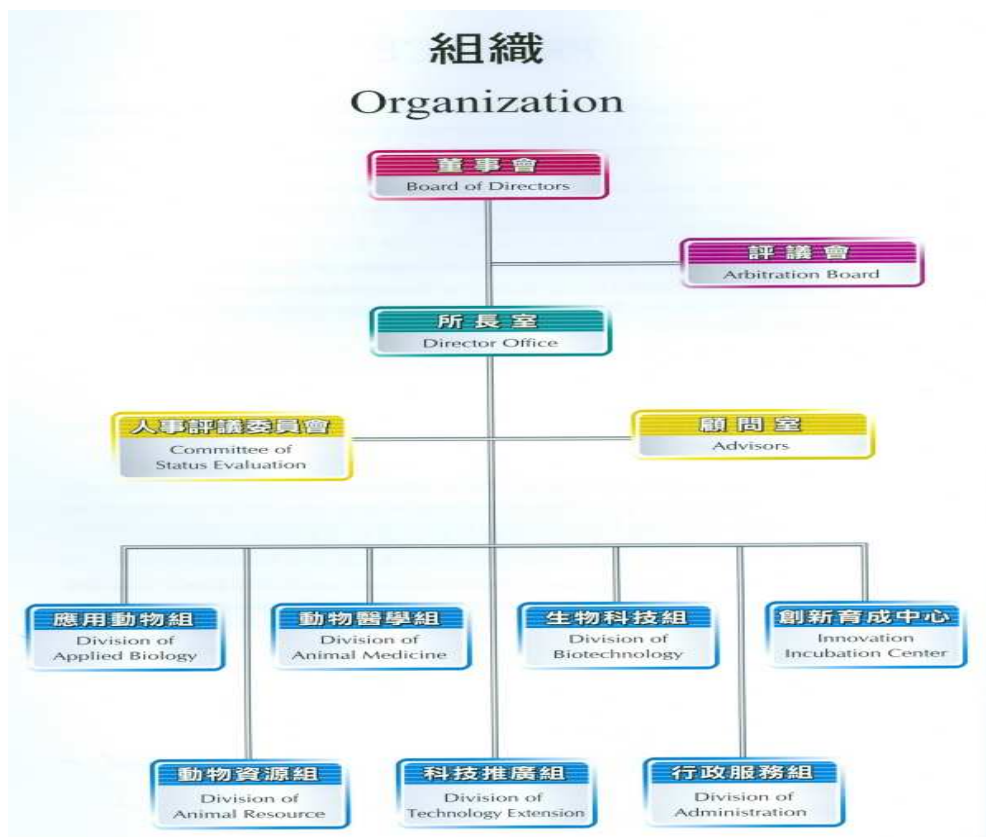 組織
Organization
董事會
Board of Directors
評議會
Arbitration Board
所長室
Director Office
人事評議委員會
Committee of
Status Evaluation
顧問室
Advisors
應用動物組
Division of
Applied Biology
動物醫學組
Division of
Animal Medicine
生物科技組
Division of
Biotechnology
創新育成中心
Innovation
Incubation Center
動物資源組
Division of
Animal Resource
科技推廣組
Division of
Technology Extension
行政服務組
Division of
Administration